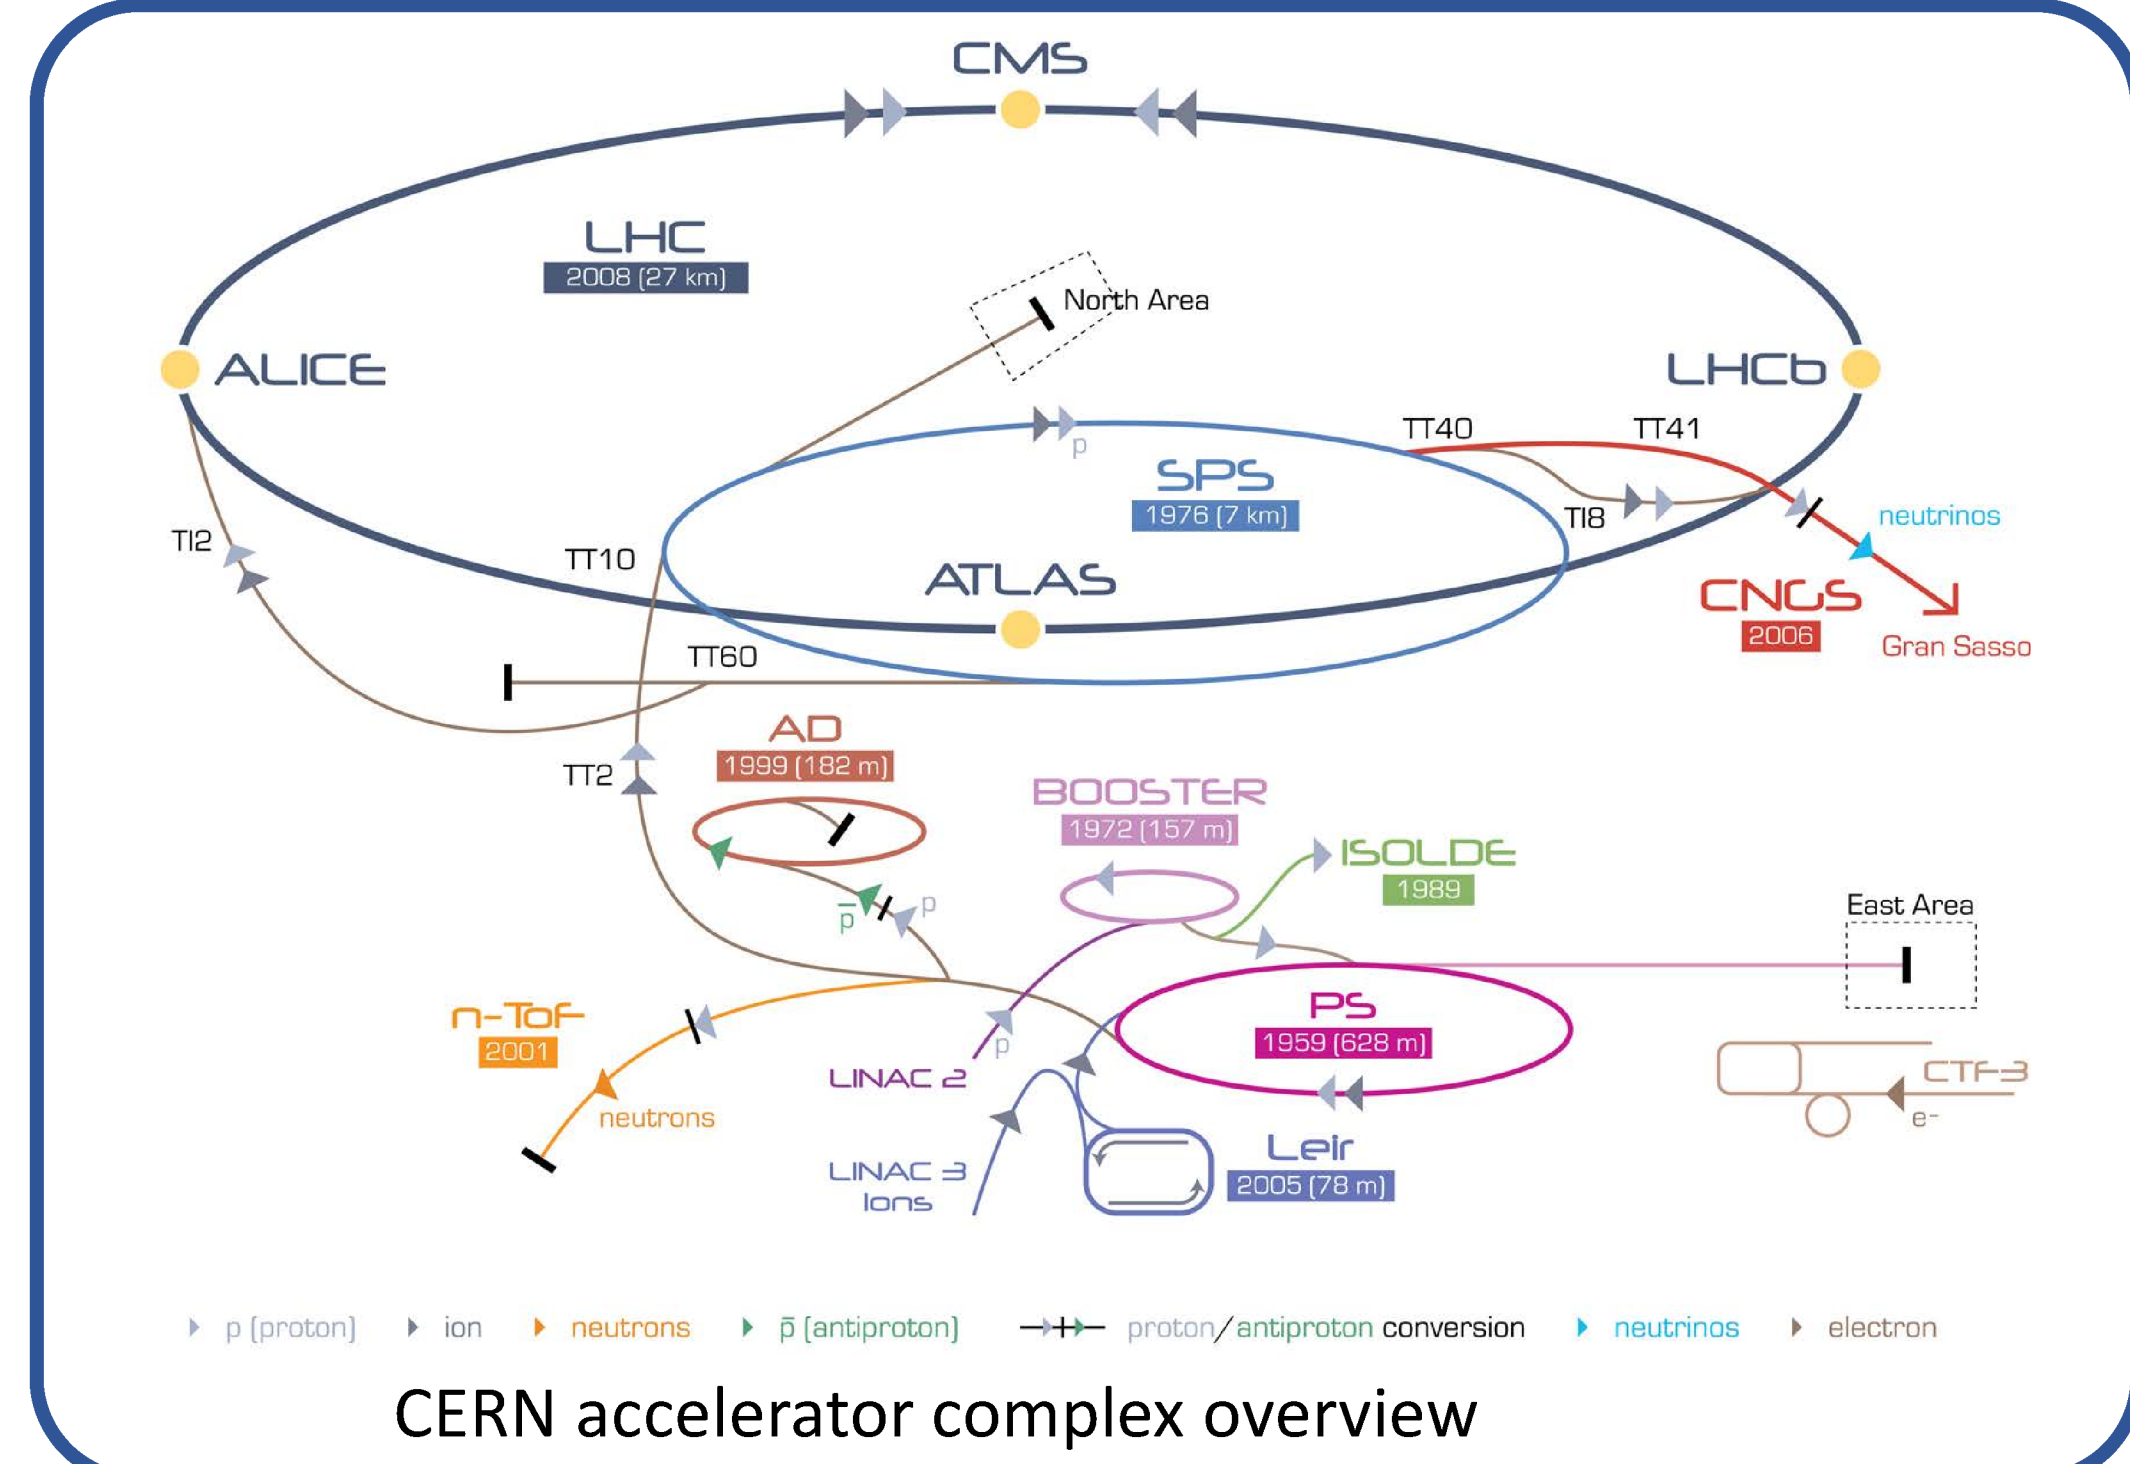 CMS
LHC
2008 (27 km)
North Area
ALICE
LHCb
TT40
TT41
p
SPS
1976 (7 km)
TI8
neutrinos
TI2
TT10
ATLAS
CNGS
2006
Gran Sasso
TT60
AD
1999 (182 m)
TT2
BOOSTER
1972 (157 m)
ISOLDE
1989
East Area
p̄
p
n-ToF
2001
neutrons
PS
1959 (628 m)
p
LINAC 2
CTF3
e-
LINAC 3
Ions
Leir
2005 (78 m)
p (proton)
ion
neutrons
p̄ (antiproton)
proton/antiproton conversion
neutrinos
electron
CERN accelerator complex overview